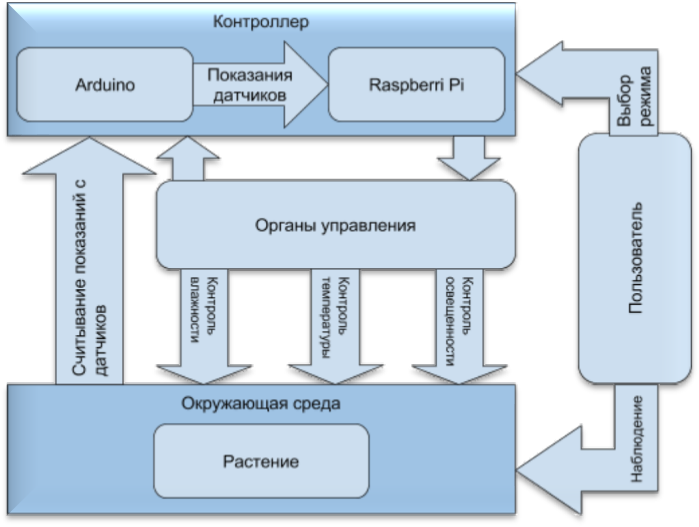 Контроллер
Arduino
Показания
датчиков
Raspberri Pi
Выбор
режима
Считывание показаний с
датчиков
Органы управления
Пользователь
Контроль
влажности
Контроль
температуры
Контроль
освещенности
Окружающая среда
Растение
Наблюдение